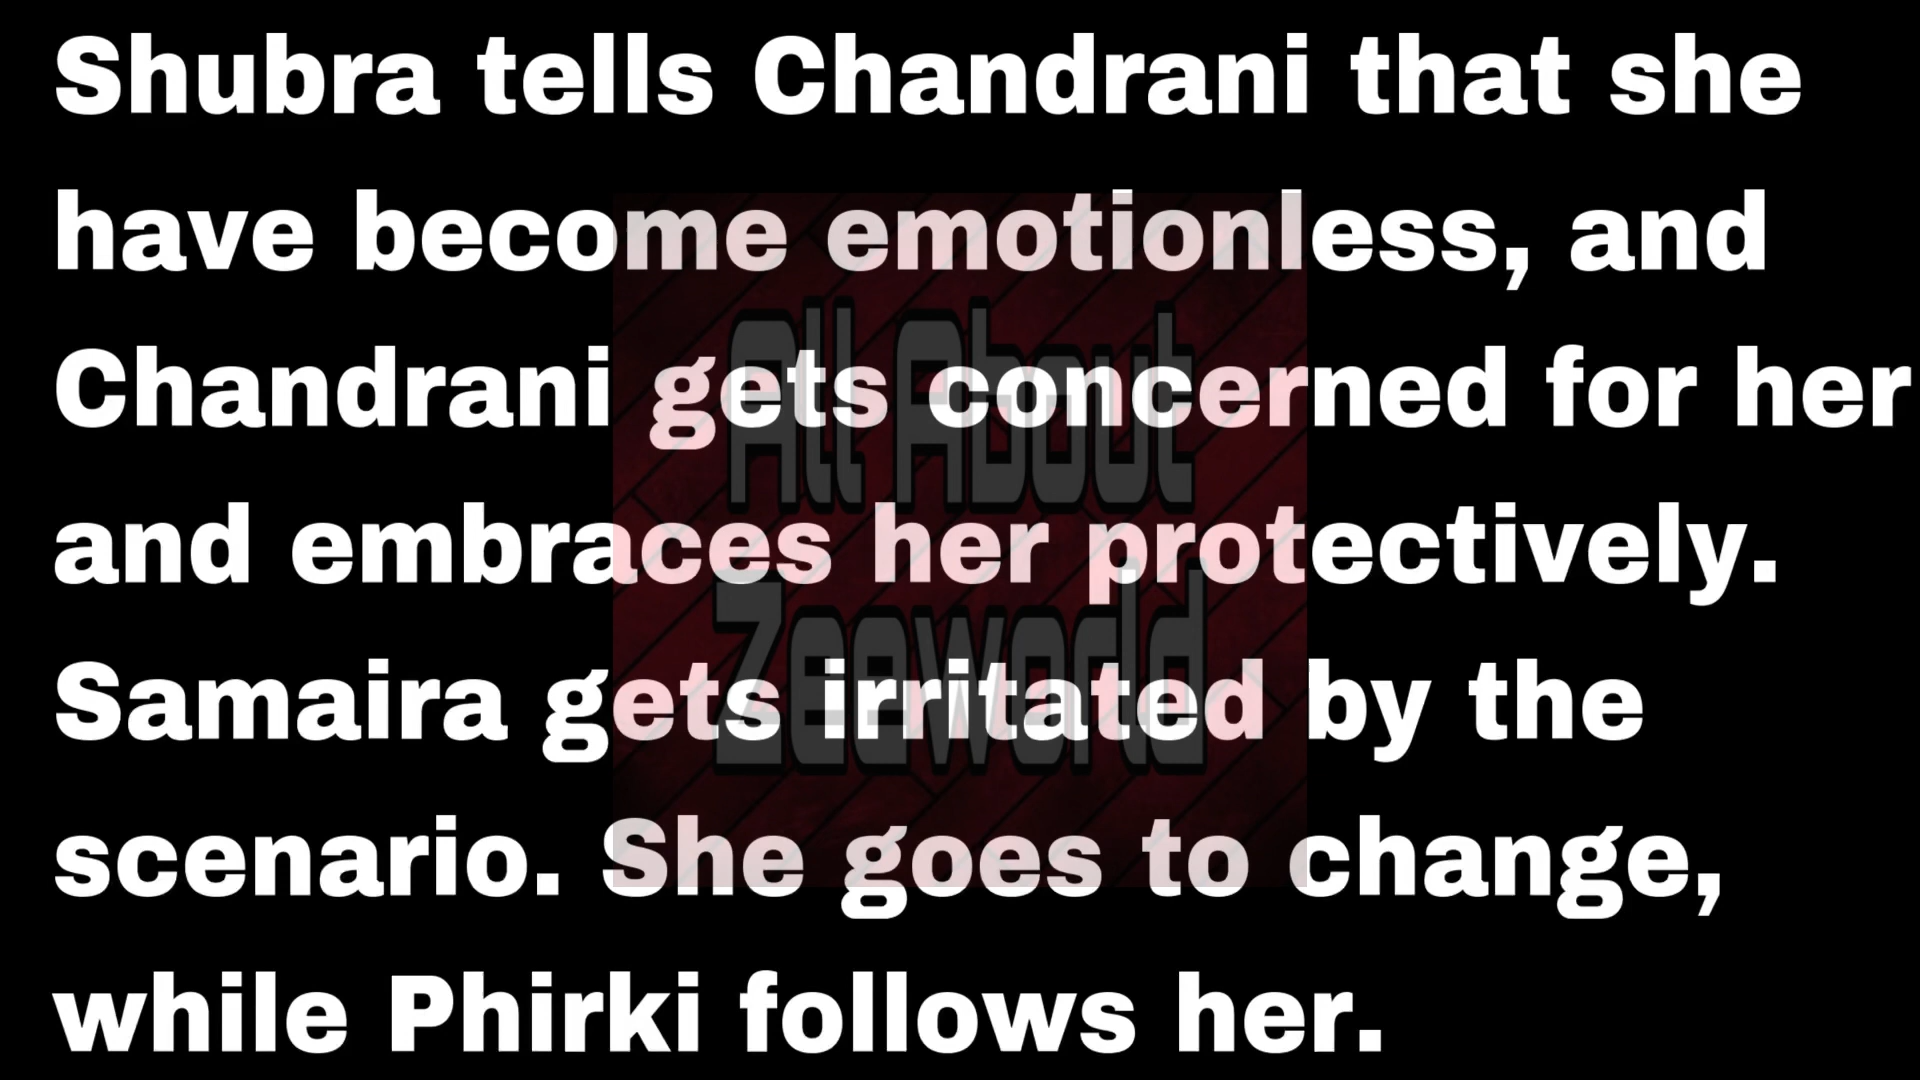 Shubra tells Chandrani that she
have become emotionless, and
Chandrani gets concerned for her
and embraces her protectively.
Samaira gets irritated by the
scenario. She goes to change,
while Phirki follows her.
All About
Zeeworld